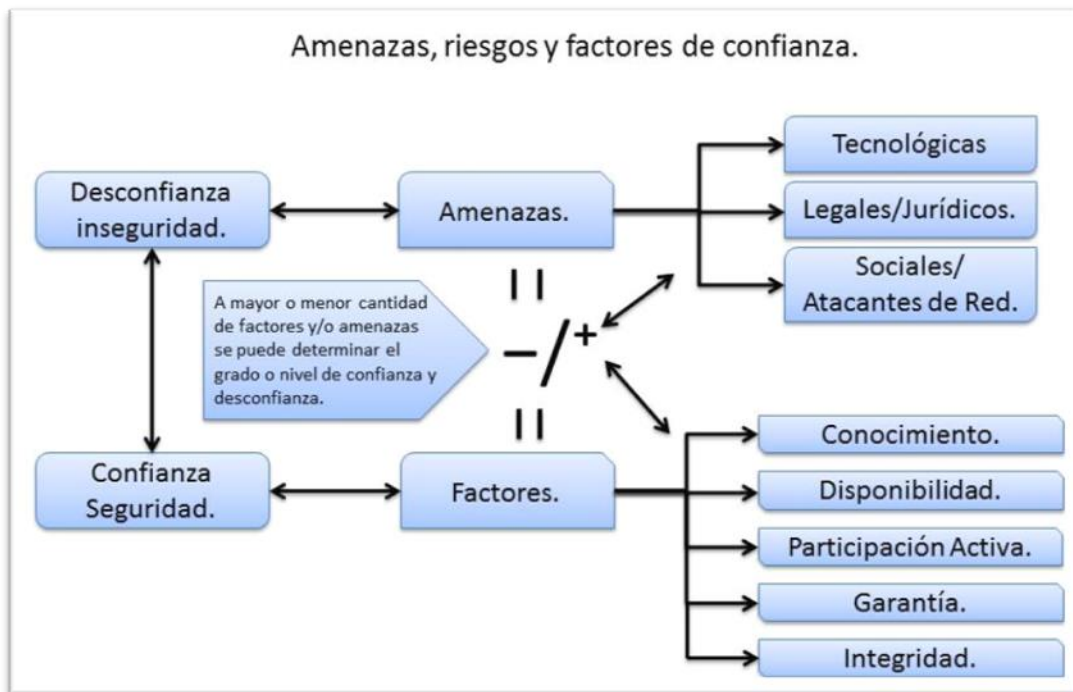 Amenazas, riesgos y factores de confianza.
Desconfianza
inseguridad.
Amenazas.
Tecnológicas
Legales/Jurídicos.
Sociales/
Atacantes de Red.
A mayor o menor cantidad
de factores y/o amenazas
se puede determinar el
grado o nivel de confianza y
desconfianza.
=
−/+
=
Confianza
Seguridad.
Factores.
Conocimiento.
Disponibilidad.
Participación Activa.
Garantía.
Integridad.